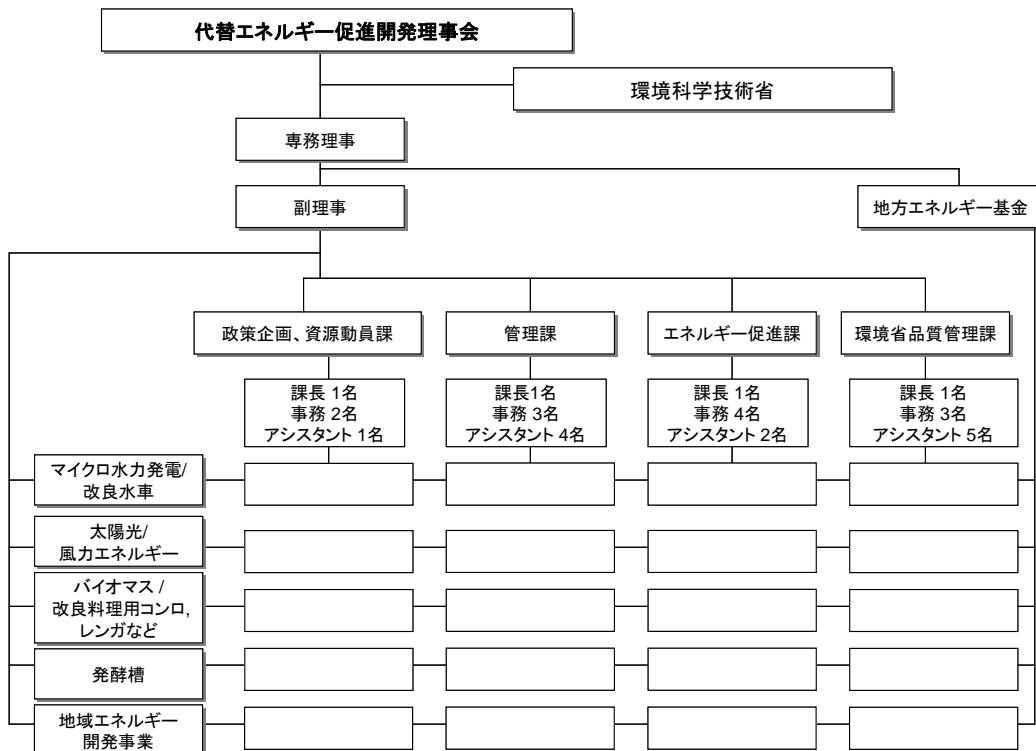 代替エネルギー促進開発理事会
環境科学技術省
専務理事
副理事
地方エネルギー基金
政策企画、資源動員課
管理課
エネルギー促進課
環境省品質管理課
課長 1名
事務 2名
アシスタント 1名
課長1名
事務 3名
アシスタント 4名
課長 1名
事務 4名
アシスタント 2名
課長 1名
事務 3名
アシスタント 5名
マイクロ水力発電/
改良水車
太陽光/
風力エネルギー
バイオマス /
改良料理用コンロ,
レンガなど
発酵槽
地域エネルギー
開発事業